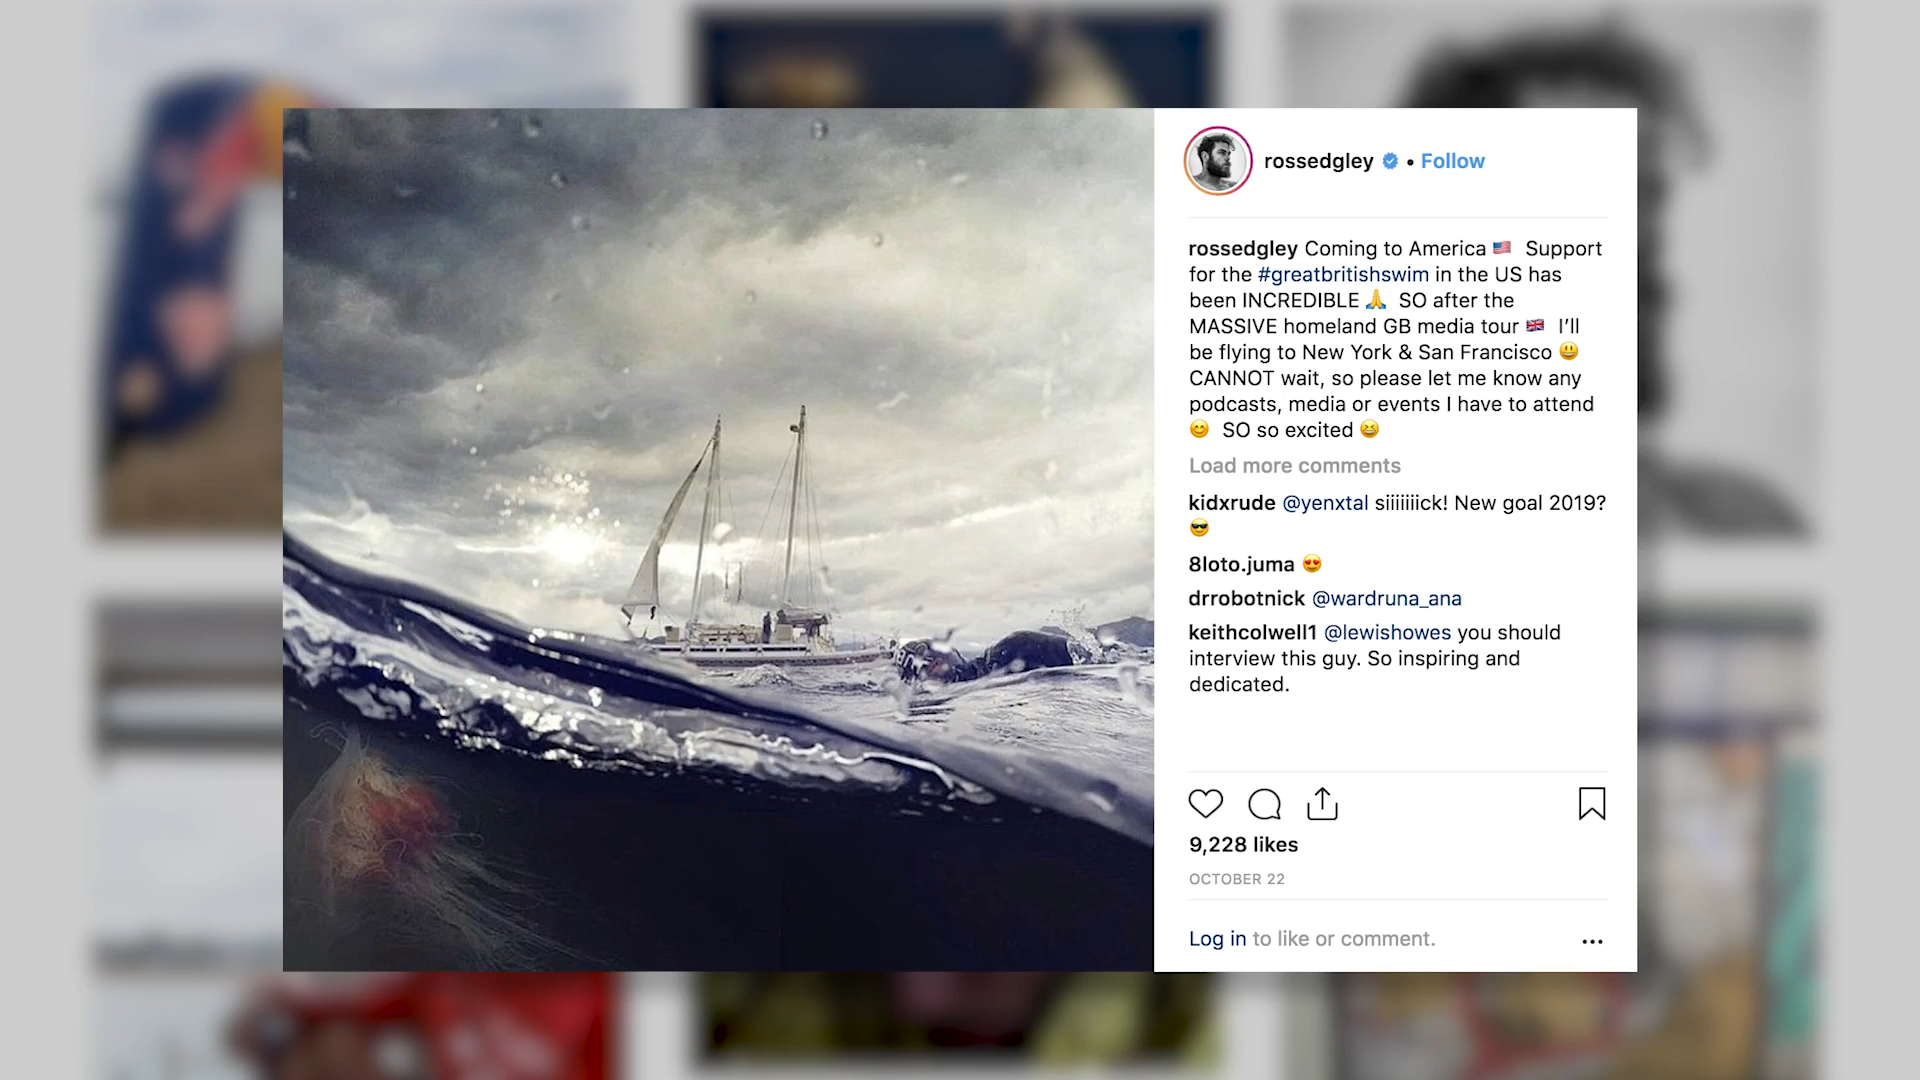 rossedgley • Follow
rossedgley Coming to America 🇺🇸 Support
for the #greatbritishswim in the US has
been INCREDIBLE 🙏 SO after the
MASSIVE homeland GB media tour 🇬🇧 I’ll
be flying to New York & San Francisco 😃
CANNOT wait, so please let me know any
podcasts, media or events I have to attend
😊 SO so excited 😆
Load more comments
kidxrude @yenxtal siiiiiiick! New goal 2019?
😎
8loto.juma 😍
drrobotnick @wardruna_ana
keithcolwell1 @lewishowes you should
interview this guy. So inspiring and
dedicated.
9,228 likes
OCTOBER 22
Log in to like or comment.